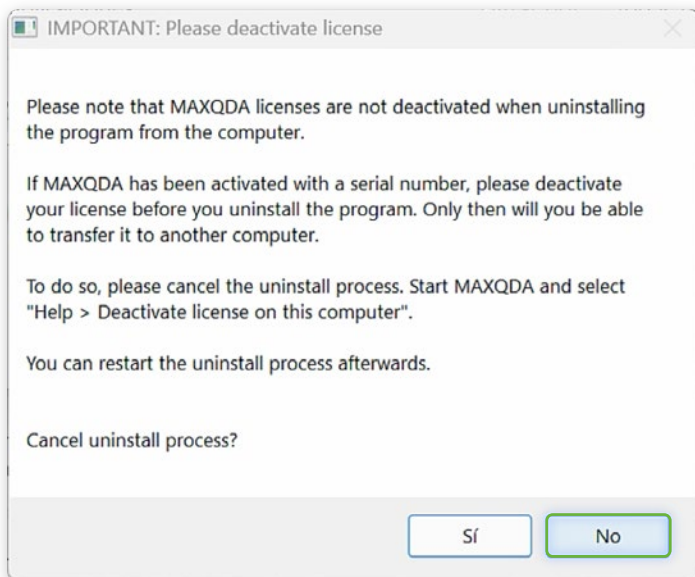 IMPORTANT: Please deactivate license
Please note that MAXQDA licenses are not deactivated when uninstalling
the program from the computer.
If MAXQDA has been activated with a serial number, please deactivate
your license before you uninstall the program. Only then will you be able
to transfer it to another computer.
To do so, please cancel the uninstall process. Start MAXQDA and select
"Help > Deactivate license on this computer".
You can restart the uninstall process afterwards.
Cancel uninstall process?
Sí
No